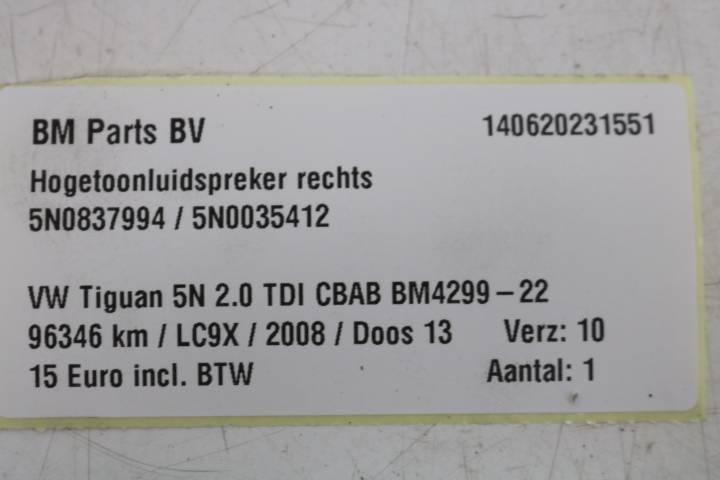 BM Parts BV 140620231551
Hogetoonluidspreker rechts
5N0837994 / 5N0035412
VW Tiguan 5N 2.0 TDI CBAB BM4299-22
96346 km / LC9X / 2008 / Doos 13 Verz: 10
15 Euro incl. BTW Aantal: 1